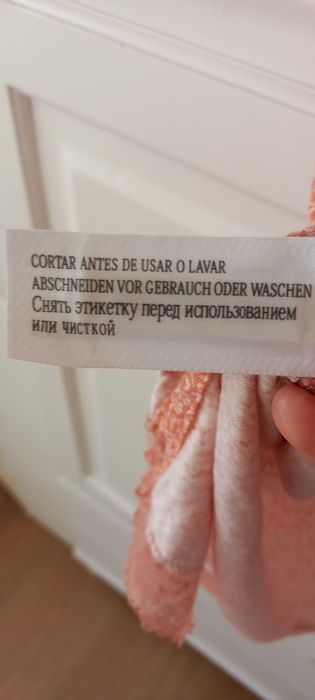 CORTAR ANTES DE USAR O LAVAR
ABSCHNEIDEN VOR GEBRAUCH ODER WASCHEN
Снять этикетку перед использованием
или чисткой